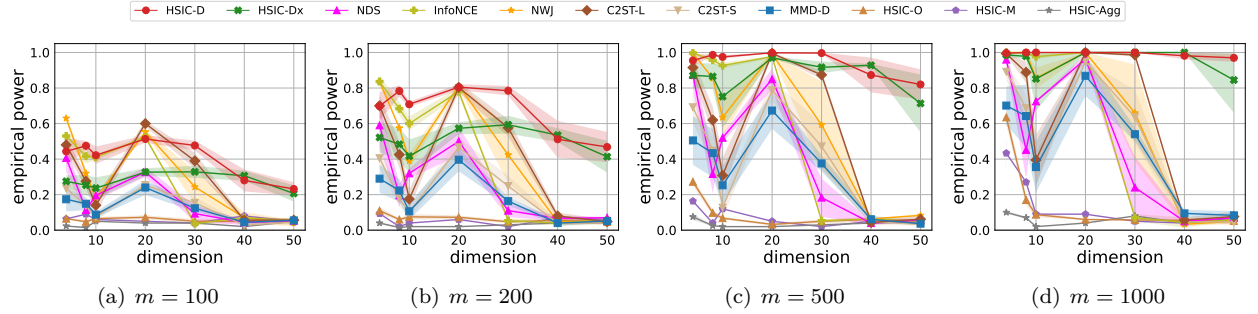 HSIC-D HSIC-Dx NDS InfoNCE NWJ C2ST-L C2ST-S MMD-D HSIC-O HSIC-M HSIC-Agg
empirical power
1.0
0.8
0.6
0.4
0.2
0.0
10 20 30 40 50
dimension
(a) m = 100
empirical power
1.0
0.8
0.6
0.4
0.2
0.0
10 20 30 40 50
dimension
(b) m = 200
empirical power
1.0
0.8
0.6
0.4
0.2
0.0
10 20 30 40 50
dimension
(c) m = 500
empirical power
1.0
0.8
0.6
0.4
0.2
0.0
10 20 30 40 50
dimension
(d) m = 1000